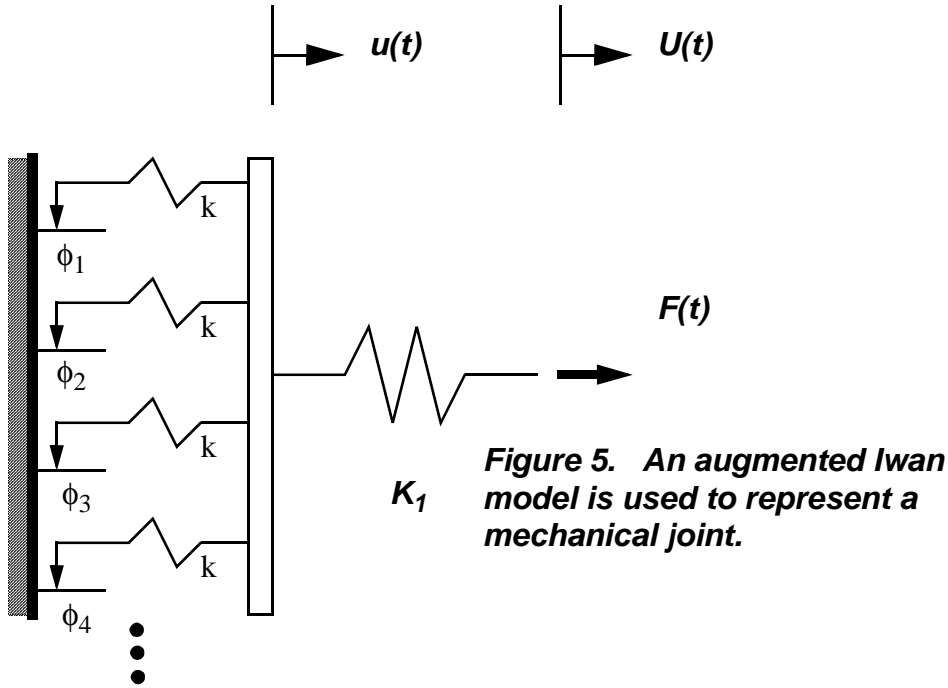 u(t)
U(t)
k
ϕ1
k
ϕ2
F(t)
k
ϕ3
K1
Figure 5. An augmented Iwan
model is used to represent a
mechanical joint.
k
ϕ4